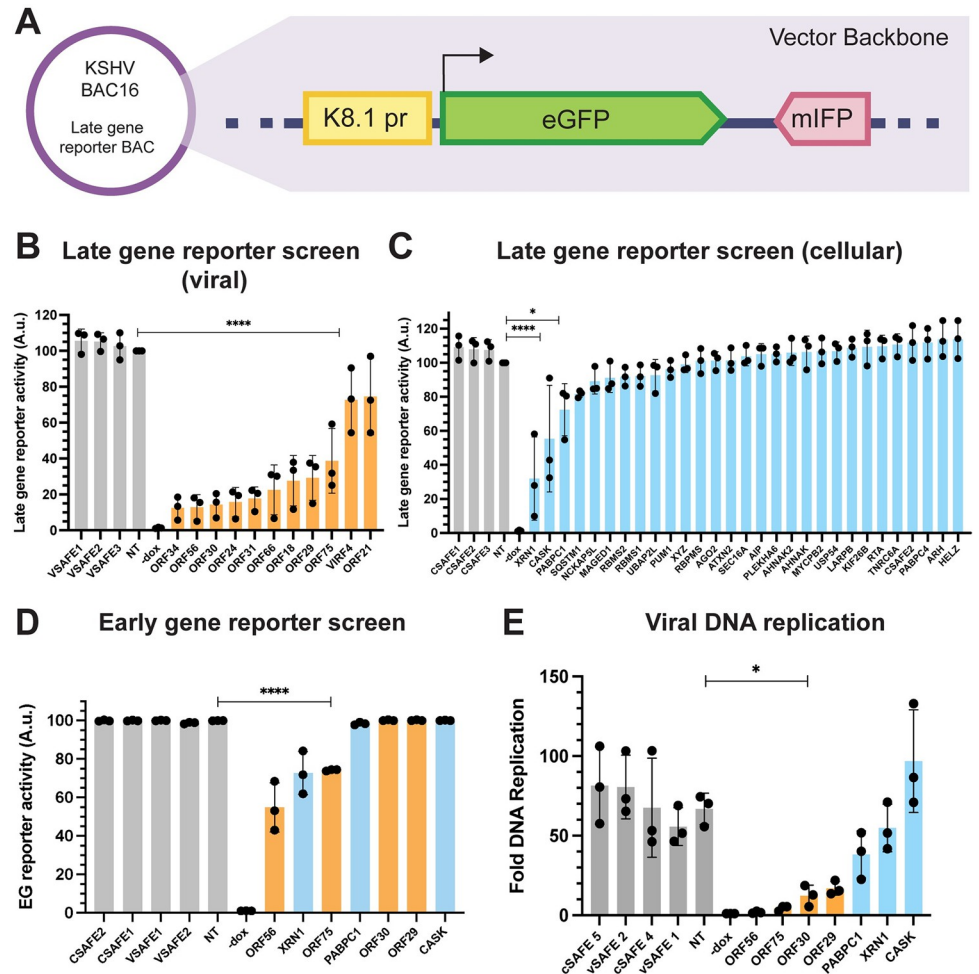 A
KSHV
BAC16
Late gene
reporter BAC
Vector Backbone
K8.1 pr
eGFP
mIFP
B
Late gene reporter screen
(viral)
Late gene reporter activity (A.u.)
120
100
80
60
40
20
0
****
VSAFE1
VSAFE2
VSAFE3
NT
-dox
ORF34
ORF56
ORF30
ORF24
ORF31
ORF66
ORF18
ORF29
ORF75
VIRF4
ORF21
C
Late gene reporter screen (cellular)
Late gene reporter activity (A.u.)
120
100
80
60
40
20
0
*
****
CSAFE1
CSAFE2
CSAFE3
NT
-dox
XRN1
CASK
PABPC1
SQSTM1
NCKAP5L
MAGED1
RBMS2
RBMS1
UBAP2L
PUM1
XYZ
RBPMS
AGO2
ATXN2
SEC16A
AIP
PLEKHA6
AHNAK2
AHNAK
MYCPB2
USP54
LARPB
KIF26B
RTA
TNRC6A
CSAFE2
PABPC4
ARH
HELZ
D
Early gene reporter screen
EG reporter activity (A.u.)
100
80
60
40
20
0
****
CSAFE2
CSAFE1
VSAFE1
VSAFE2
NT
-dox
ORF56
XRN1
ORF75
PABPC1
ORF30
ORF29
CASK
E
Viral DNA replication
Fold DNA Replication
150
100
50
0
*
cSAFE 5
vSAFE 2
cSAFE 4
vSAFE 1
NT
-dox
ORF56
ORF75
ORF30
ORF29
PABPC1
XRN1
CASK